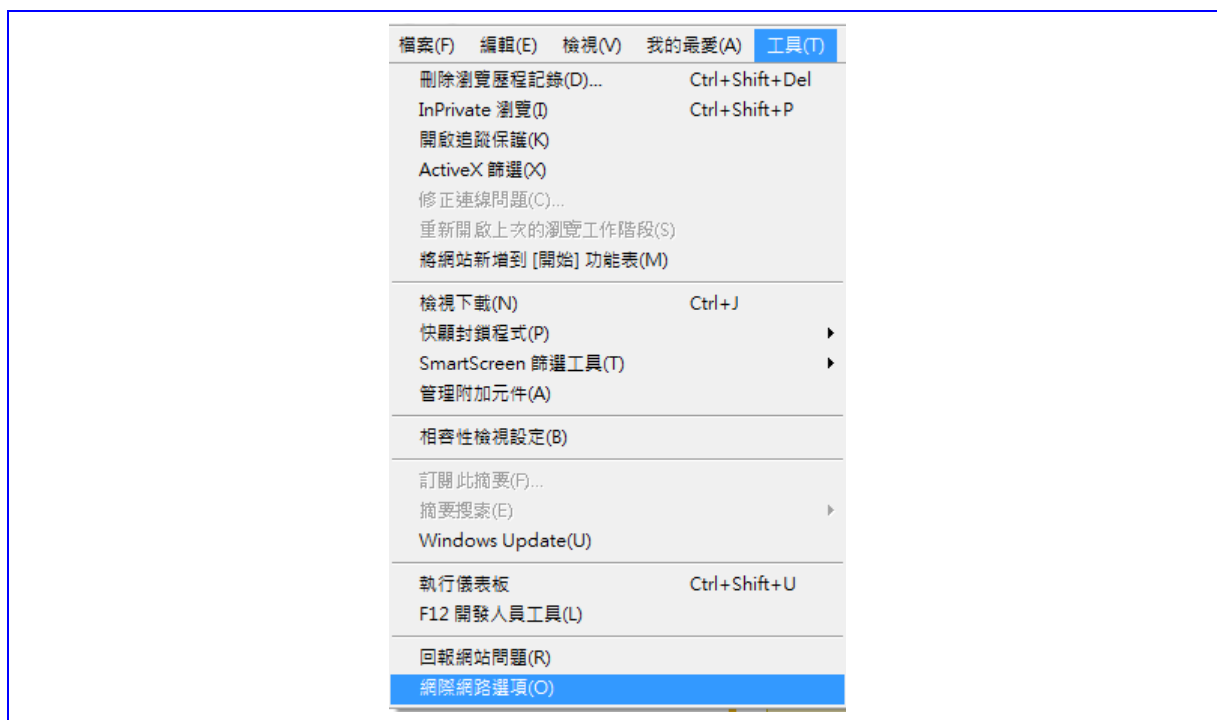 檔案(F) 編輯(E) 檢視(V) 我的最愛(A) 工具(T)
刪除瀏覽歷程記錄(D)... Ctrl+Shift+Del
InPrivate 瀏覽(I) Ctrl+Shift+P
開啟追蹤保護(K)
ActiveX 篩選(X)
修正連線問題(C)...
重新開啟上次的瀏覽工作階段(S)
將網站新增到 [開始] 功能表(M)
檢視下載(N) Ctrl+J
快顯封鎖程式(P)
SmartScreen 篩選工具(T)
管理附加元件(A)
相容性檢視設定(B)
訂閱此摘要(F)...
摘要搜索(E)
Windows Update(U)
執行儀表板 Ctrl+Shift+U
F12 開發人員工具(L)
回報網站問題(R)
網際網路選項(O)